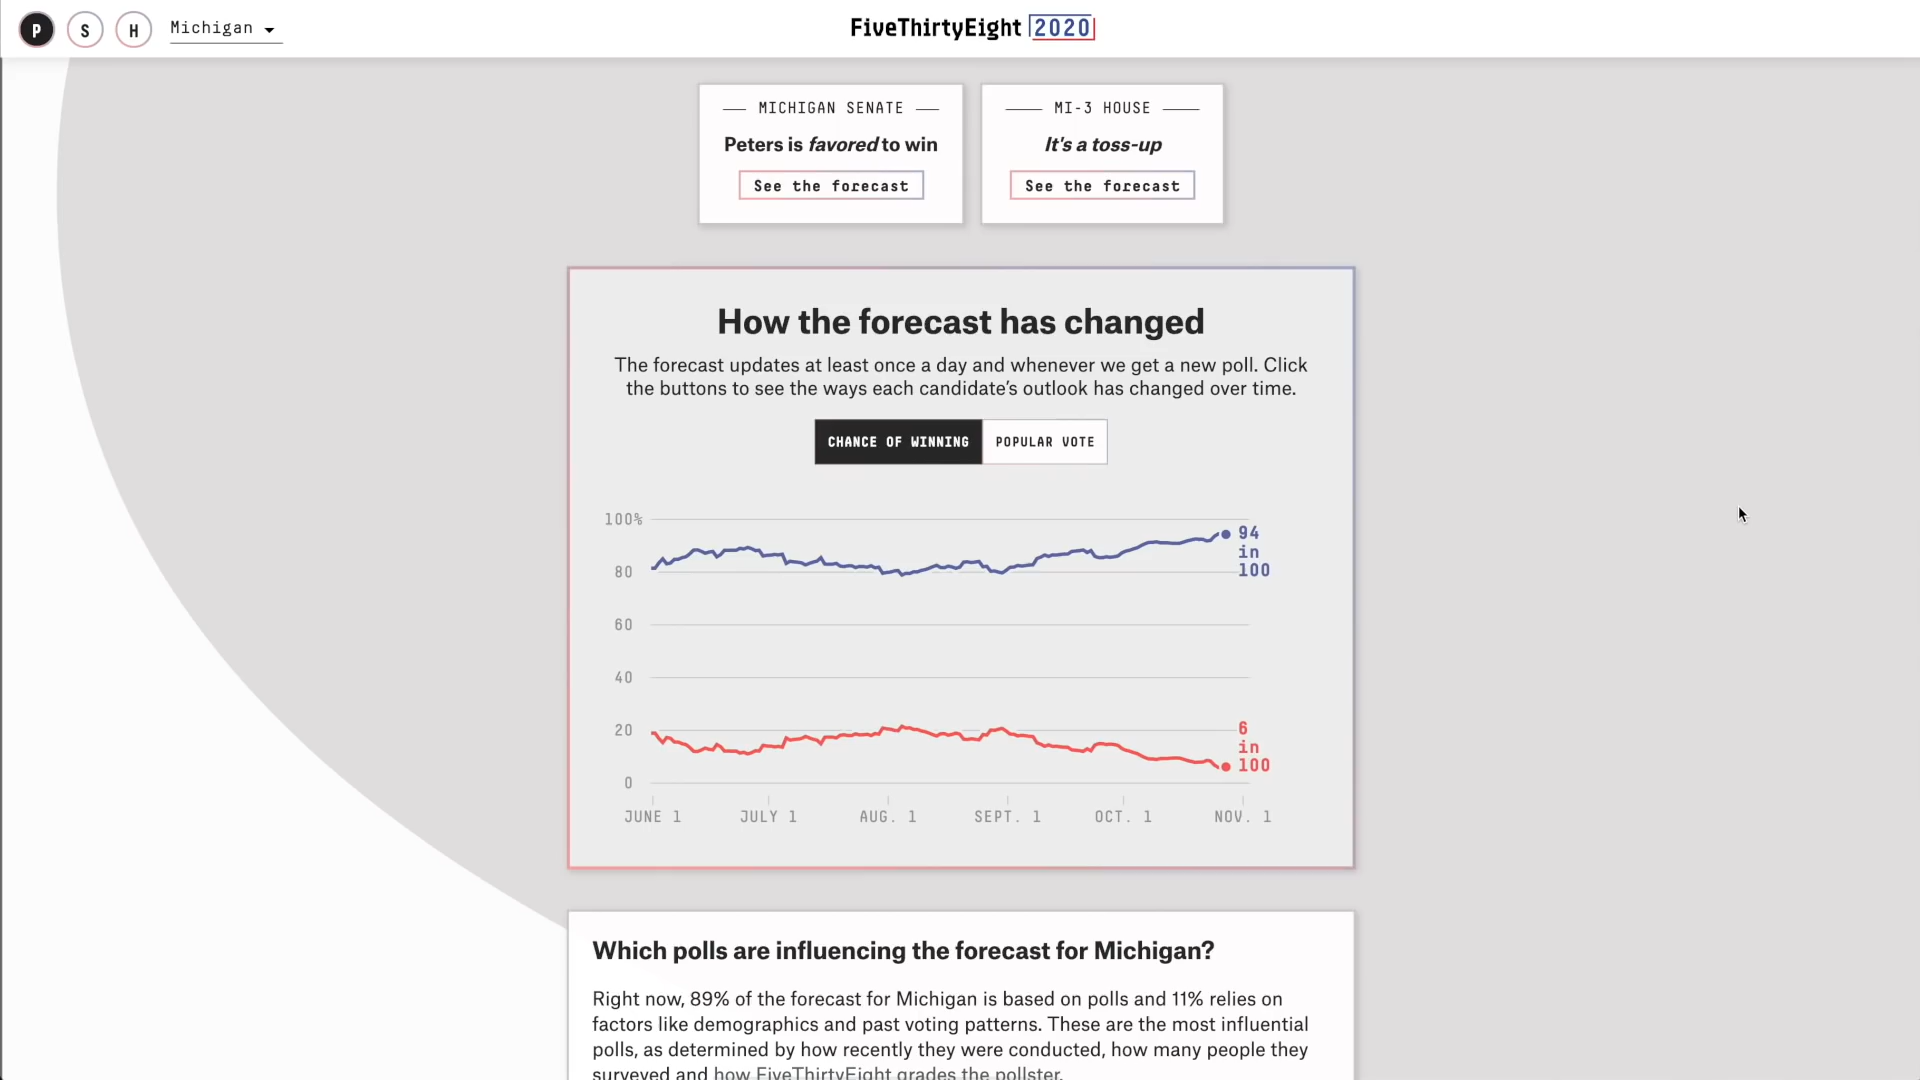 P S H Michigan
FiveThirtyEight 2020
MICHIGAN SENATE
Peters is favored to win
See the forecast
MI-3 HOUSE
It's a toss-up
See the forecast
How the forecast has changed
The forecast updates at least once a day and whenever we get a new poll. Click
the buttons to see the ways each candidate’s outlook has changed over time.
CHANCE OF WINNING POPULAR VOTE
100%
80
60
40
20
0
94
in
100
6
in
100
JUNE 1 JULY 1 AUG. 1 SEPT. 1 OCT. 1 NOV. 1
Which polls are influencing the forecast for Michigan?
Right now, 89% of the forecast for Michigan is based on polls and 11% relies on
factors like demographics and past voting patterns. These are the most influential
polls, as determined by how recently they were conducted, how many people they
surveyed and how FiveThirtyEight grades the pollster.